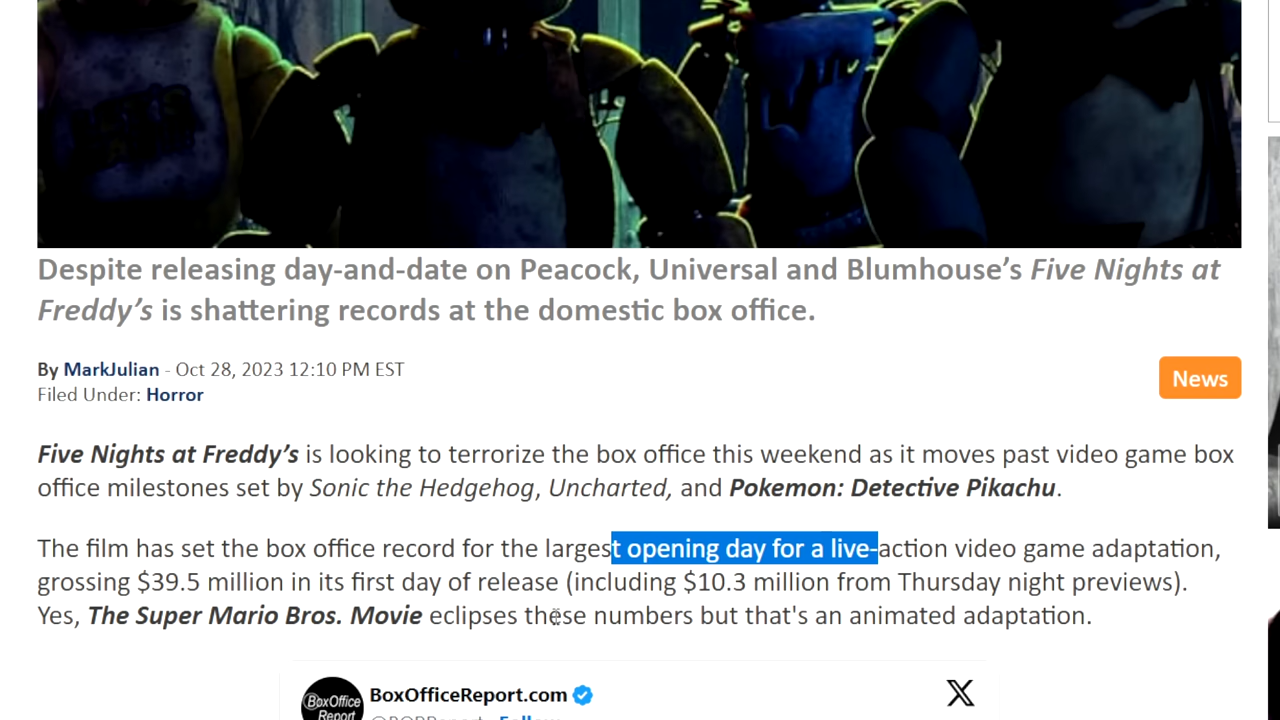 Despite releasing day-and-date on Peacock, Universal and Blumhouse’s Five Nights at
Freddy’s is shattering records at the domestic box office.
By MarkJulian - Oct 28, 2023 12:10 PM EST
News
Filed Under: Horror
Five Nights at Freddy’s is looking to terrorize the box office this weekend as it moves past video game box
office milestones set by Sonic the Hedgehog, Uncharted, and Pokemon: Detective Pikachu.
The film has set the box office record for the largest opening day for a live-action video game adaptation,
grossing $39.5 million in its first day of release (including $10.3 million from Thursday night previews).
Yes, The Super Mario Bros. Movie eclipses these numbers but that's an animated adaptation.
BoxOffice
Report
BoxOfficeReport.com